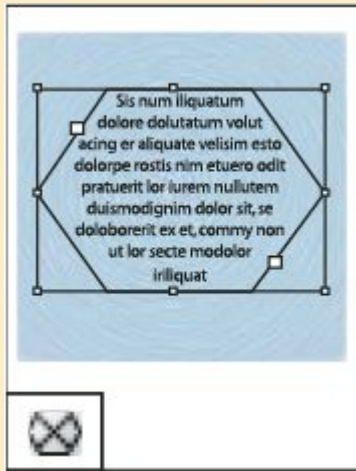 Sis num iliquatum
dolore dolutatum volut
acing er aliquate velisim esto
dolorpe rostis nim etuero odit
pratuerit lor iurem nullutem
duismodignim dolor sit, se
doloborerit ex et, commy non
ut lor secte modolor
iriliquat